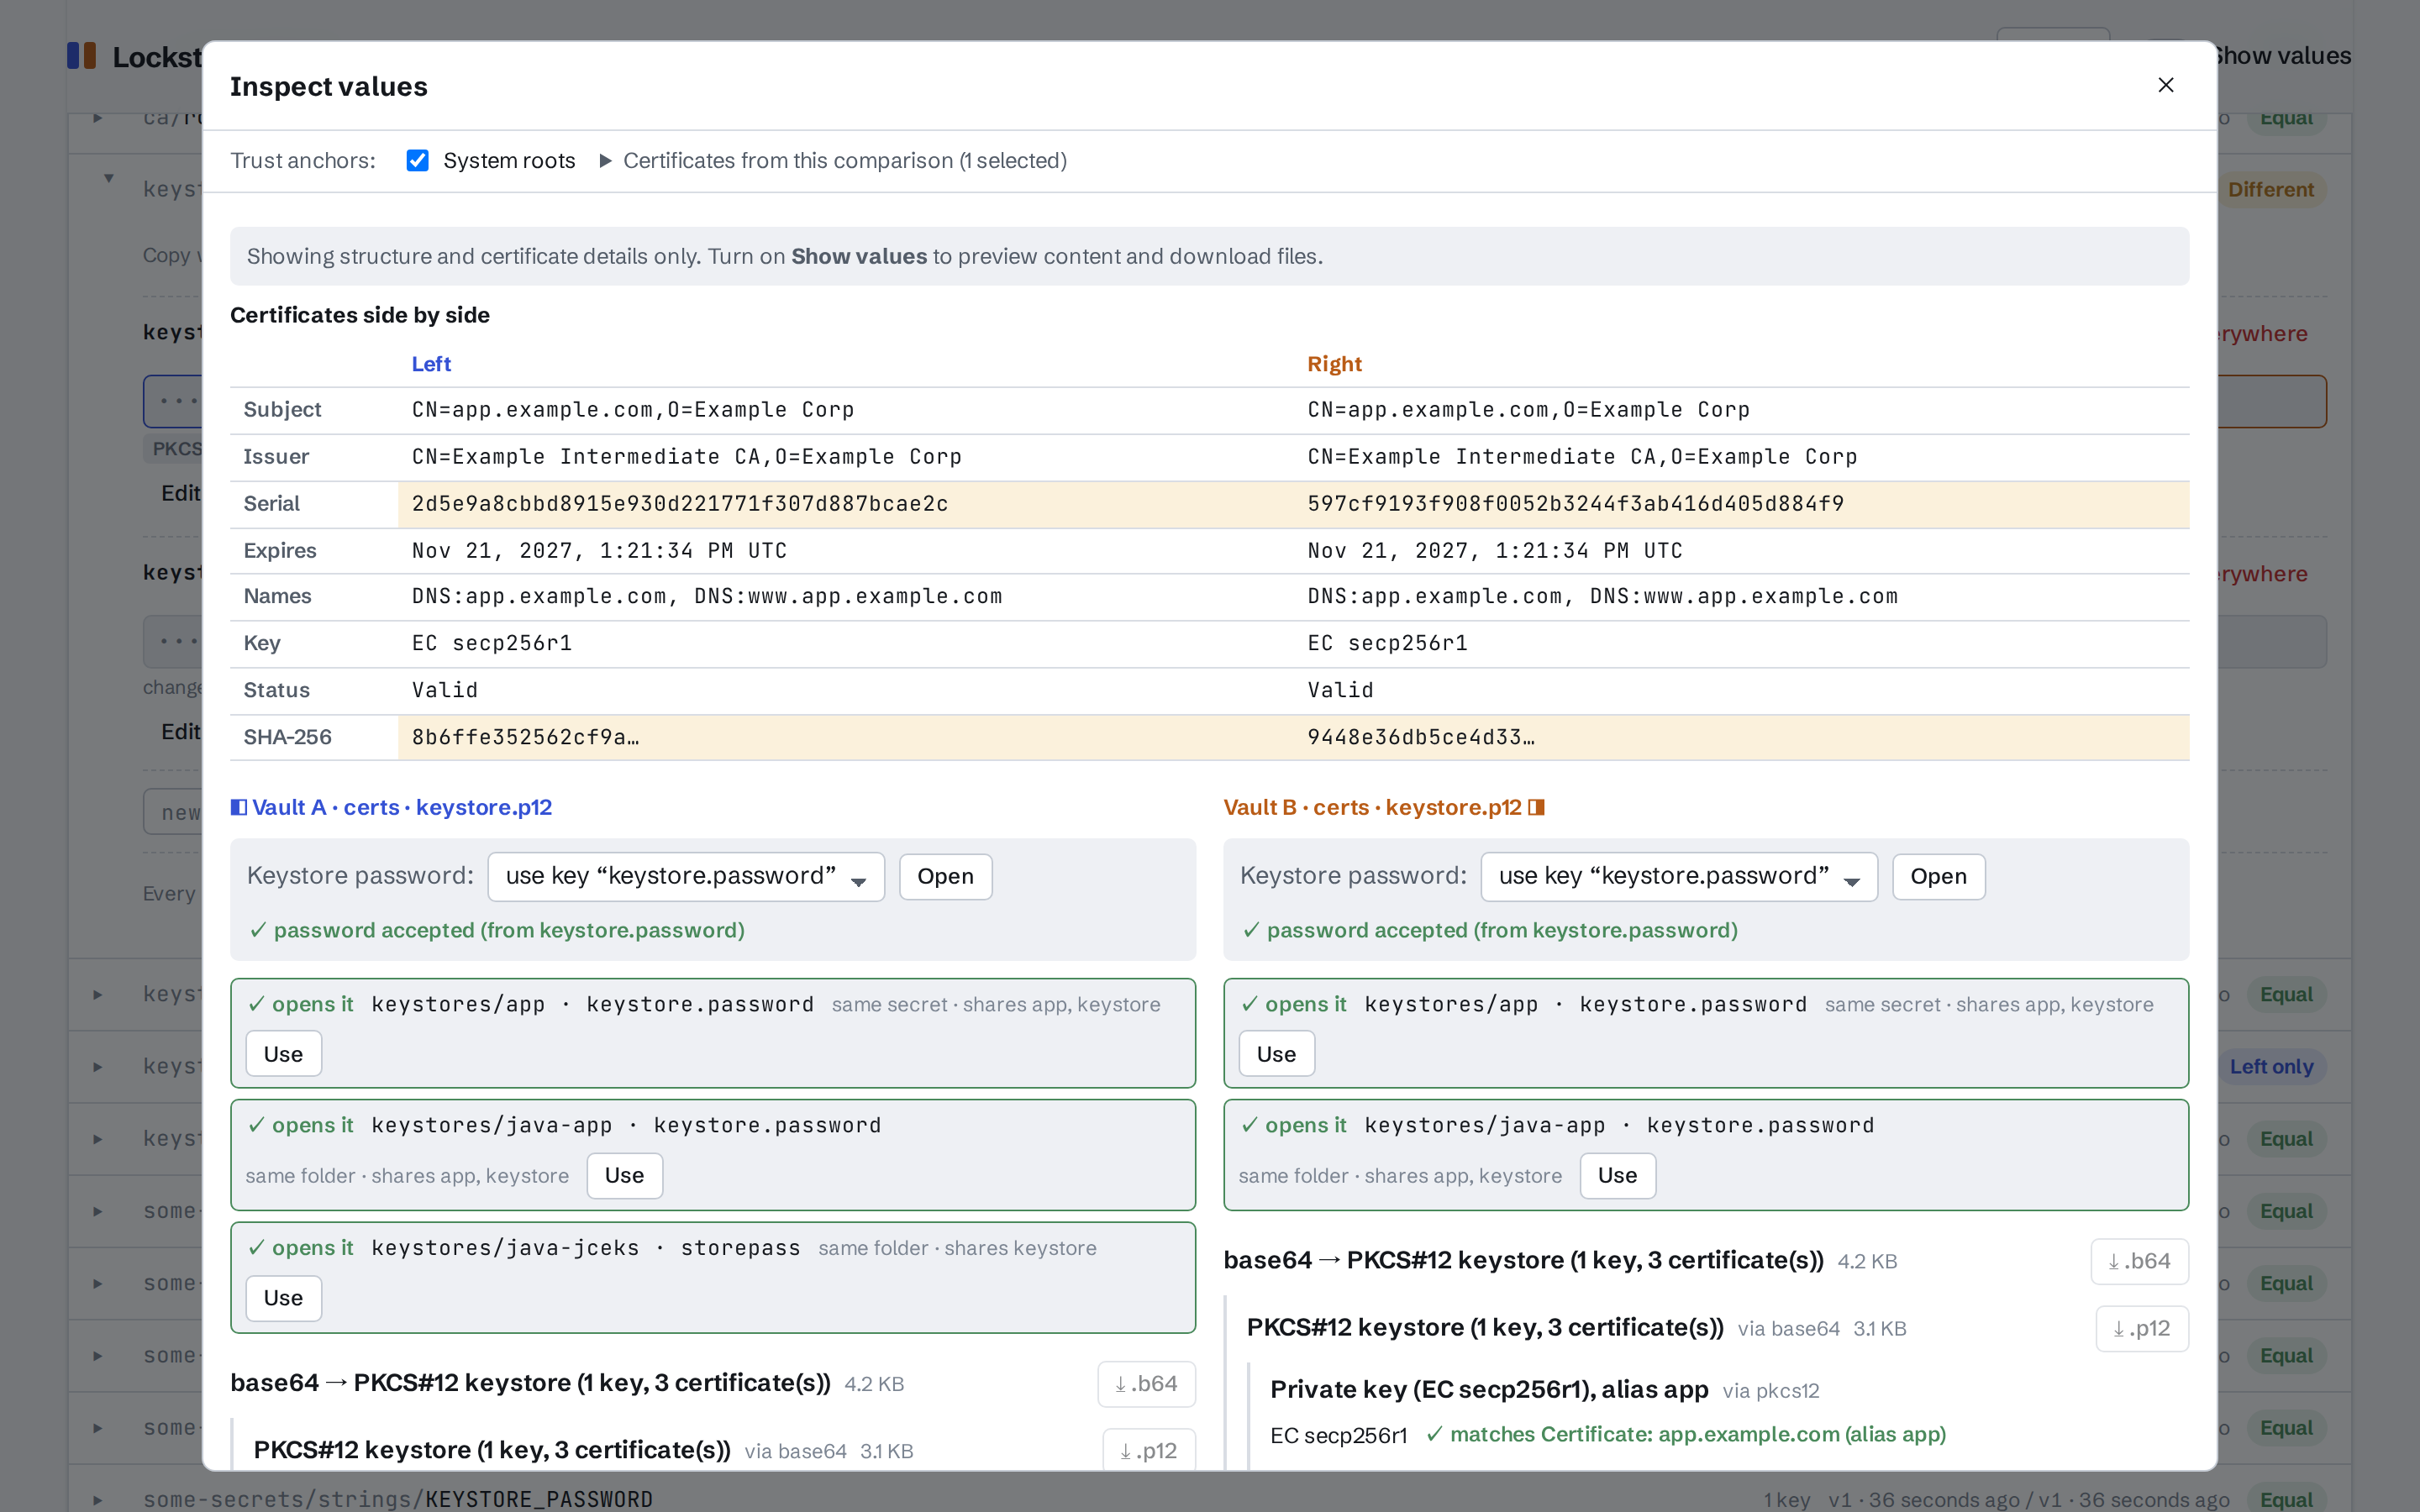 Inspect values
Show values
Trust anchors: System roots Certificates from this comparison (1 selected)
Equal
Different
Showing structure and certificate details only. Turn on Show values to preview content and download files.
Certificates side by side
Left Right
Subject CN=app.example.com,O=Example Corp CN=app.example.com,O=Example Corp
Issuer CN=Example Intermediate CA,O=Example Corp CN=Example Intermediate CA,O=Example Corp
Serial 2d5e9a8cbbd8915e930d221771f307d887bcae2c 597cf9193f908f0052b3244f3ab416d405d884f9
Expires Nov 21, 2027, 1:21:34 PM UTC Nov 21, 2027, 1:21:34 PM UTC
Names DNS:app.example.com, DNS:www.app.example.com DNS:app.example.com, DNS:www.app.example.com
Key EC secp256r1 EC secp256r1
Status Valid Valid
SHA-256 8b6ffe352562cf9a… 9448e36db5ce4d33…
Vault A · certs · keystore.p12
Keystore password: use key “keystore.password” Open
✓ password accepted (from keystore.password)
✓ opens it keystores/app · keystore.password same secret · shares app, keystore
Use
✓ opens it keystores/java-app · keystore.password
same folder · shares app, keystore Use
✓ opens it keystores/java-jceks · storepass same folder · shares keystore
Use
base64 → PKCS#12 keystore (1 key, 3 certificate(s)) 4.2 KB ↓ .b64
PKCS#12 keystore (1 key, 3 certificate(s)) via base64 3.1 KB ↓ .p12
Vault B · certs · keystore.p12
Keystore password: use key “keystore.password” Open
✓ password accepted (from keystore.password)
✓ opens it keystores/app · keystore.password same secret · shares app, keystore
Use
✓ opens it keystores/java-app · keystore.password
same folder · shares app, keystore Use
base64 → PKCS#12 keystore (1 key, 3 certificate(s)) 4.2 KB ↓ .b64
PKCS#12 keystore (1 key, 3 certificate(s)) via base64 3.1 KB ↓ .p12
Private key (EC secp256r1), alias app via pkcs12
EC secp256r1 ✓ matches Certificate: app.example.com (alias app)
Copy
Edit
Edit
new
Every
Equal
Left only
Equal
Equal
Equal
Equal
Equal
some-secrets/strings/KEYSTORE_PASSWORD 1 key v1 · 36 seconds ago / v1 · 36 seconds ago Equal